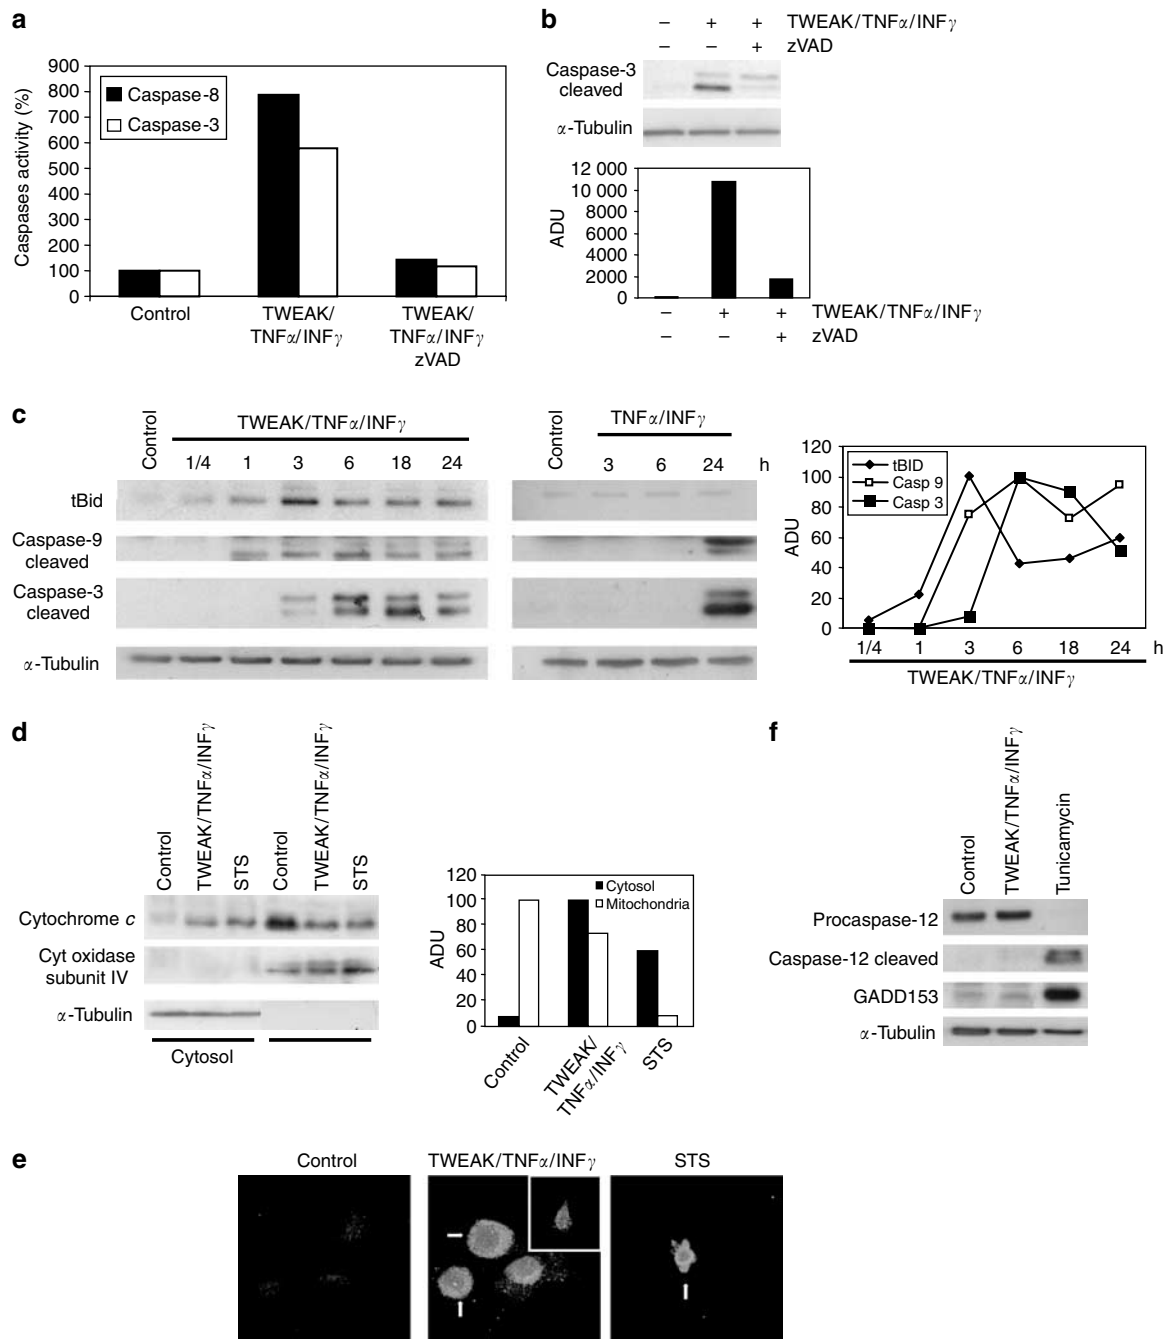 a
900
800
700
600
500
400
300
200
100
0
Caspases activity (%)
Caspase-8
Caspase-3
Control
TWEAK/
TNFα/INFγ
TWEAK/
TNFα/INFγ
zVAD
b
– + + TWEAK/TNFα/INFγ
– – + zVAD
Caspase-3
cleaved
α-Tubulin
12 000
10 000
8000
6000
4000
2000
0
ADU
– + + TWEAK/TNFα/INFγ
– – + zVAD
c
Control
TWEAK/TNFα/INFγ
1/4 1 3 6 18 24
Control
TNFα/INFγ
3 6 24 h
tBid
Caspase-9
cleaved
Caspase-3
cleaved
α-Tubulin
120
100
80
60
40
20
0
ADU
tBID
Casp 9
Casp 3
1/4 1 3 6 18 24 h
TWEAK/TNFα/INFγ
d
Control
TWEAK/TNFα/INFγ
STS
Control
TWEAK/TNFα/INFγ
STS
Cytochrome c
Cyt oxidase
subunit IV
α-Tubulin
Cytosol
120
100
80
60
40
20
0
ADU
Cytosol
Mitochondria
Control
TWEAK/
TNFα/INFγ
STS
f
Control
TWEAK/TNFα/INFγ
Tunicamycin
Procaspase-12
Caspase-12 cleaved
GADD153
α-Tubulin
e
Control
TWEAK/TNFα/INFγ
STS